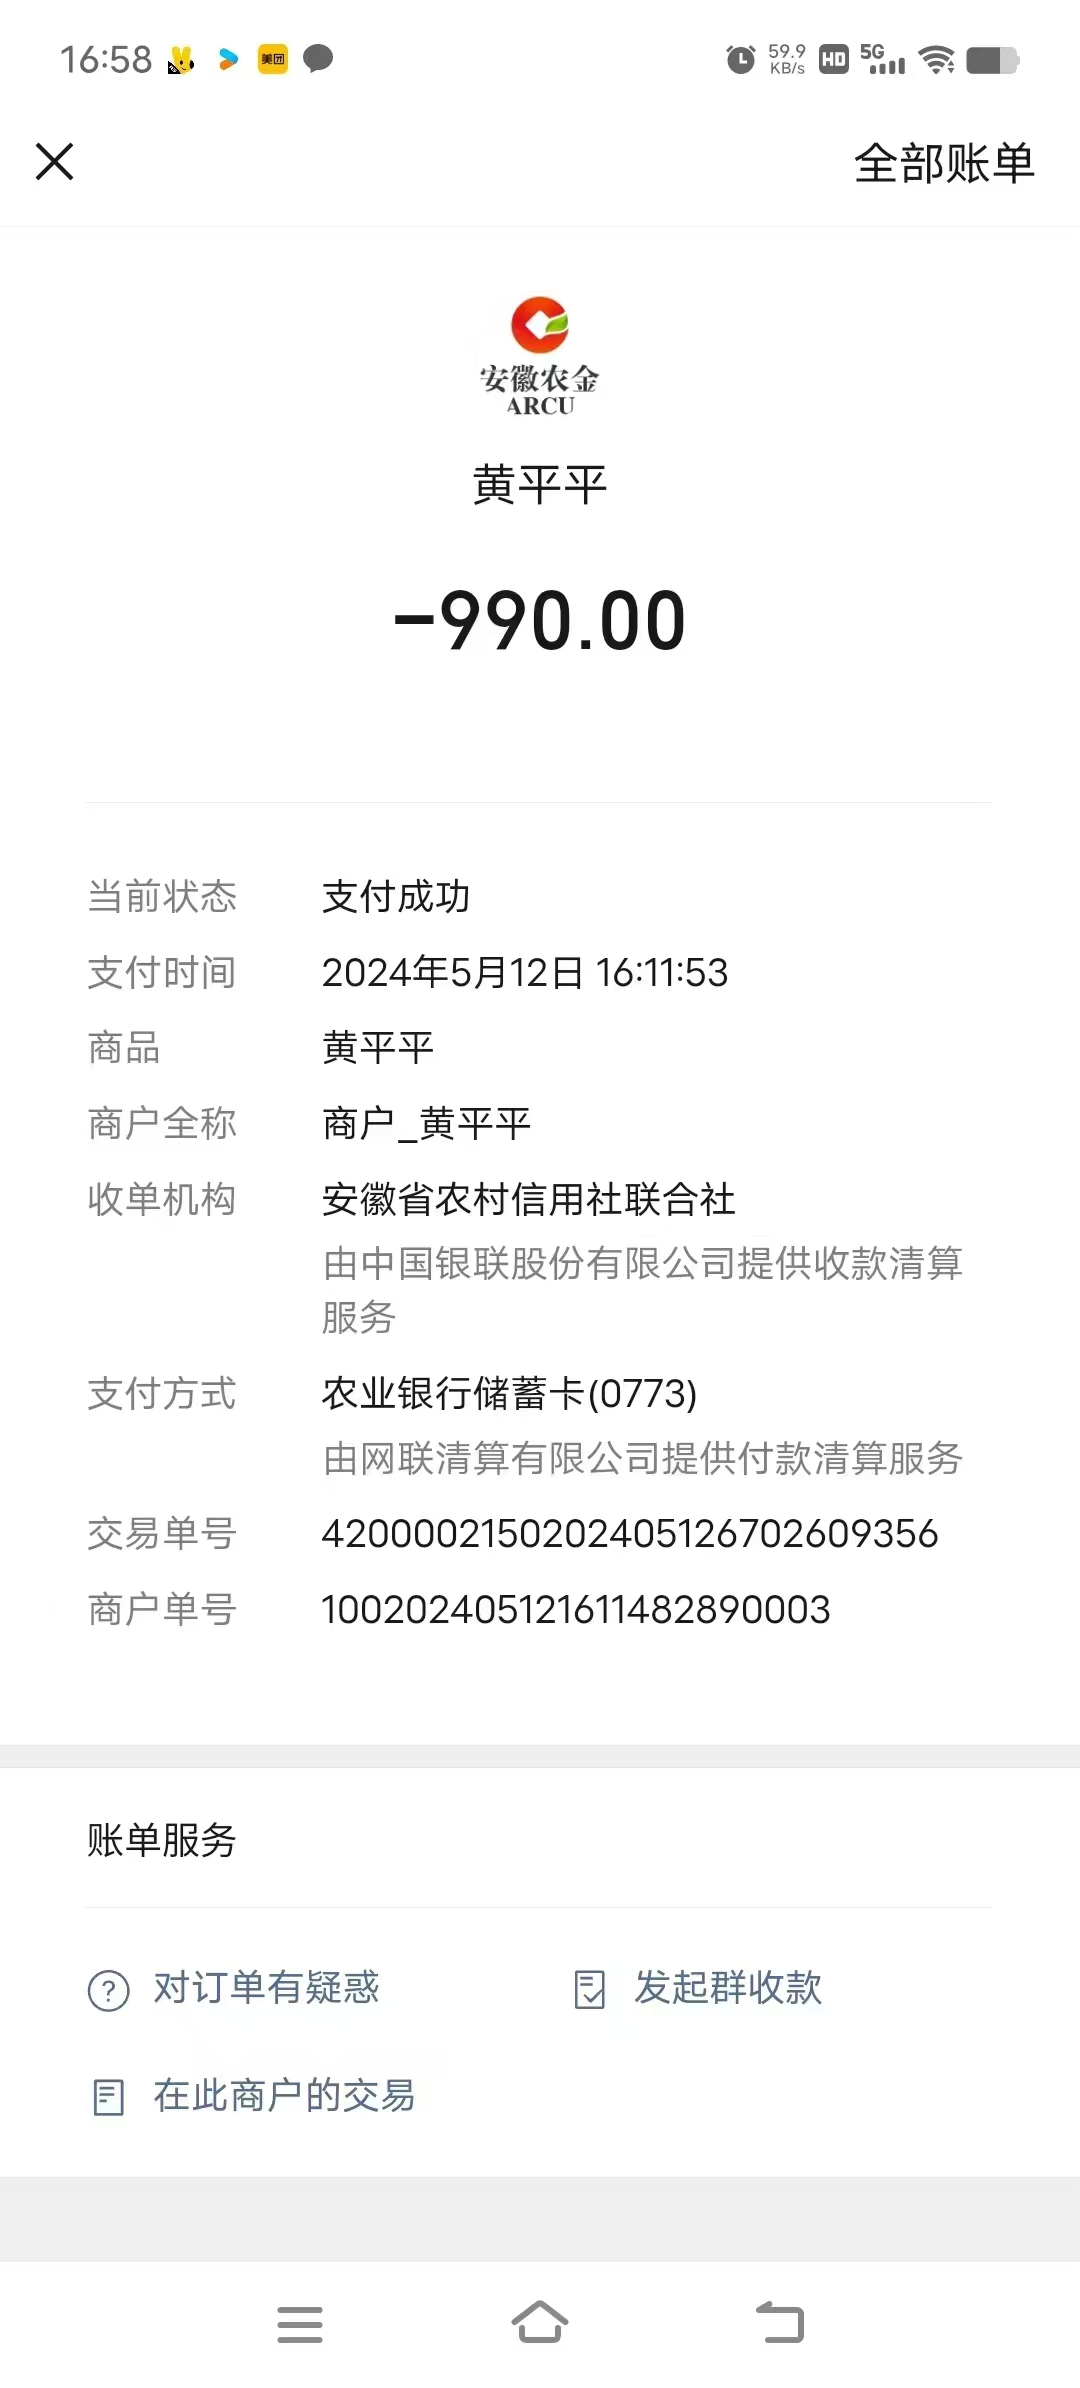 16:58 美团 59.9 KB/s HD 5G
全部账单
安徽农金
ARCU
黄平平
-990.00
当前状态 支付成功
支付时间 2024年5月12日 16:11:53
商品 黄平平
商户全称 商户_黄平平
收单机构 安徽省农村信用社联合社
由中国银联股份有限公司提供收款清算
服务
支付方式 农业银行储蓄卡(0773)
由网联清算有限公司提供付款清算服务
交易单号 4200002150202405126702609356
商户单号 100202405121611482890003
账单服务
对订单有疑惑 发起群收款
在此商户的交易